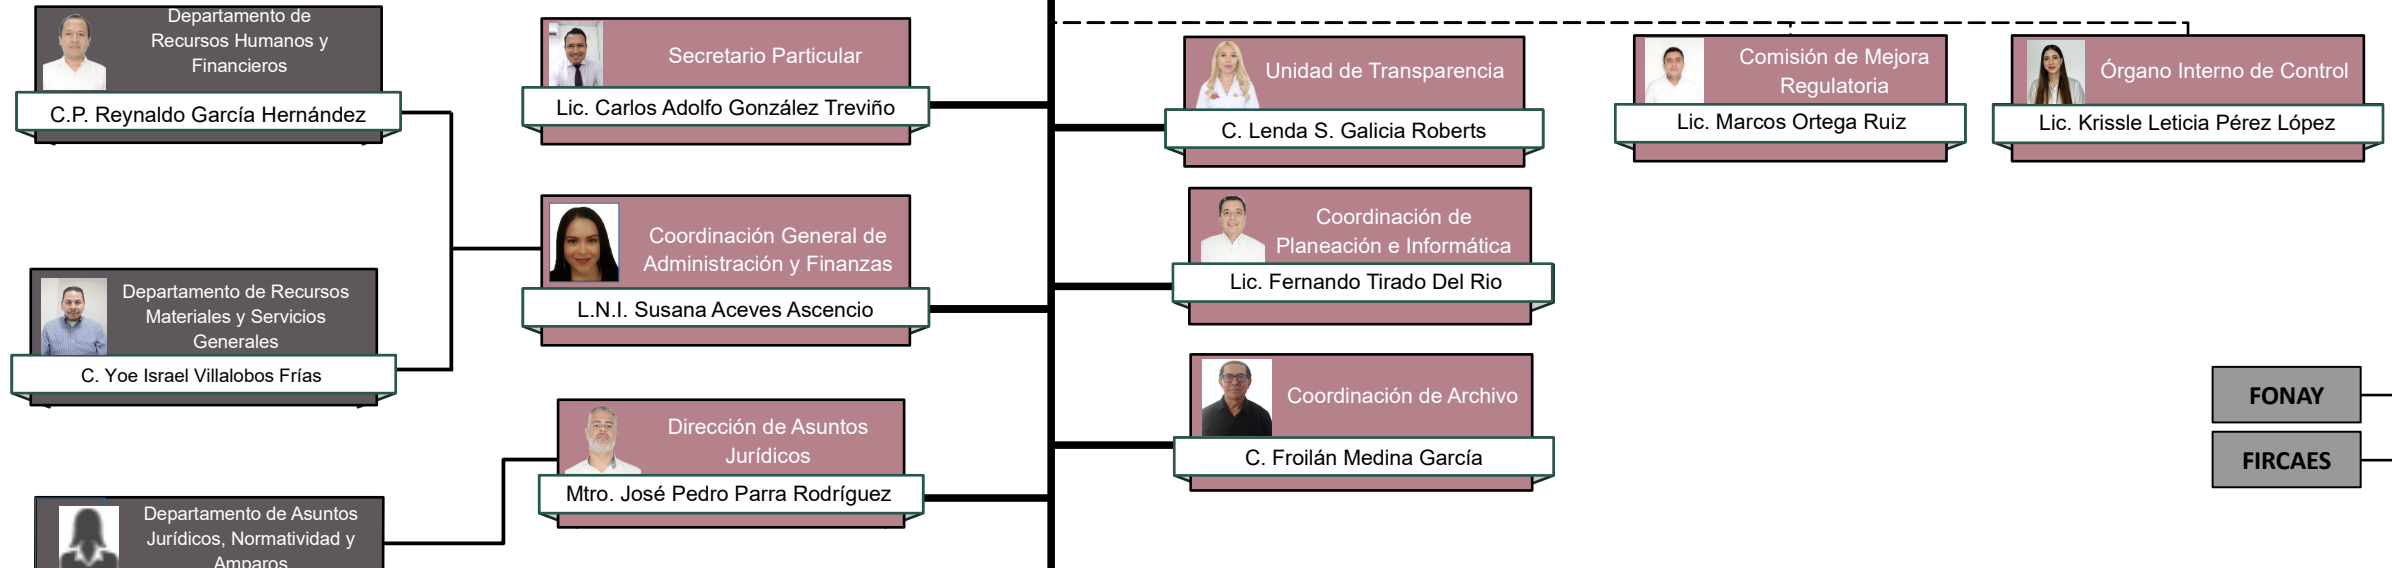 Departamento de
Recursos Humanos y
Financieros
C.P. Reynaldo García Hernández
Secretario Particular
Lic. Carlos Adolfo González Treviño
Unidad de Transparencia
C. Lenda S. Galicia Roberts
Comisión de Mejora
Regulatoria
Lic. Marcos Ortega Ruiz
Órgano Interno de Control
Lic. Krissle Leticia Pérez López
Coordinación General de
Administración y Finanzas
L.N.I. Susana Aceves Ascencio
Coordinación de
Planeación e Informática
Lic. Fernando Tirado Del Rio
Departamento de Recursos
Materiales y Servicios
Generales
C. Yoe Israel Villalobos Frías
Dirección de Asuntos
Jurídicos
Mtro. José Pedro Parra Rodríguez
Coordinación de Archivo
C. Froilán Medina García
FONAY
FIRCAES
Departamento de Asuntos
Jurídicos, Normatividad y
Amparos